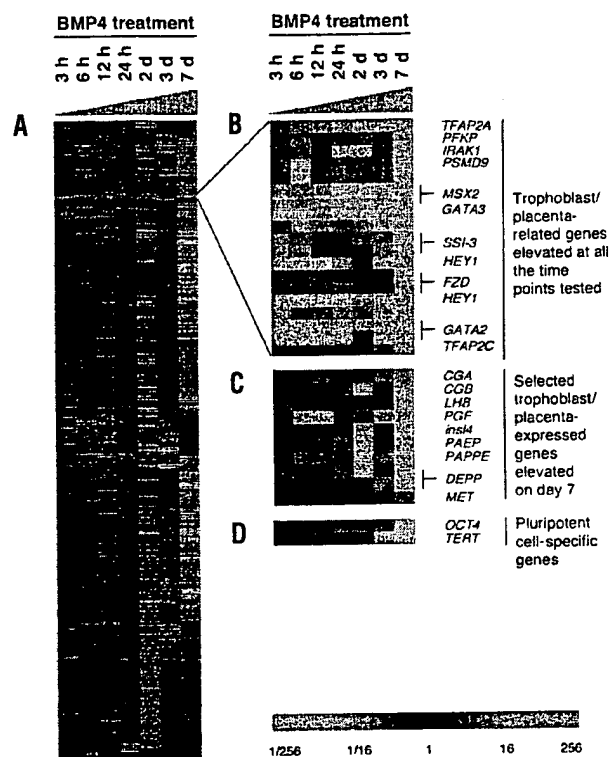 BMP4 treatment
3 h
6 h
12 h
24 h
2 d
3 d
7 d
A
BMP4 treatment
3 h
6 h
12 h
24 h
2 d
3 d
7 d
B
TFAP2A
PFKP
IRAK1
PSMD9
MSX2
GATA3
SSI-3
HEY1
FZD
HEY1
GATA2
TFAP2C
Trophoblast/
placenta-
related genes
elevated at all
the time
points tested
C
CGA
CGB
LHB
PGF
insl4
PAEP
PAPPE
DEPP
MET
Selected
trophoblast/
placenta-
expressed
genes
elevated
on day 7
D
OCT4
TERT
Pluripotent
cell-specific
genes
1/256 1/16 1 16 256